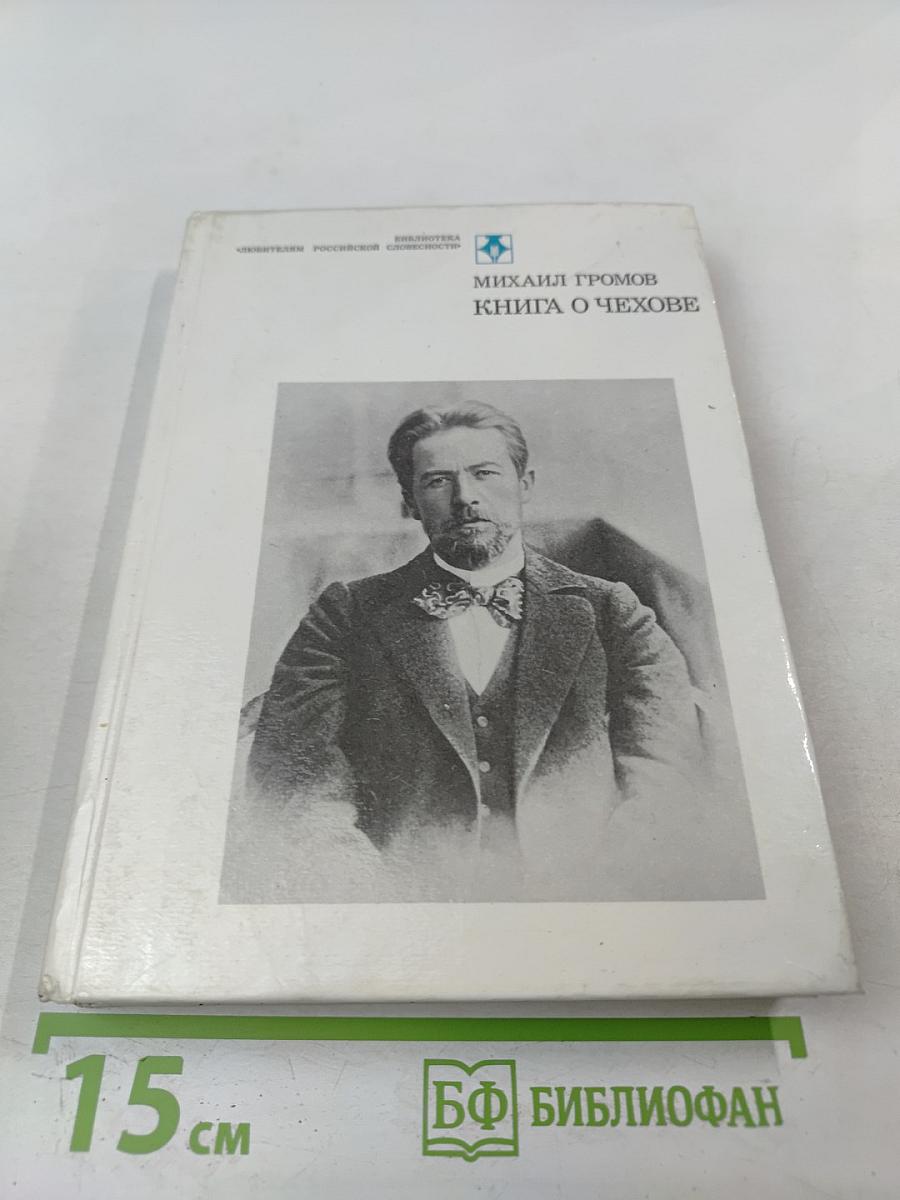 БИБЛИОТЕКА
«ЛЮБИТЕЛЯМ РОССИЙСКОЙ СЛОВЕСНОСТИ»
МИХАИЛ ГРОМОВ
КНИГА О ЧЕХОВЕ
15 см
БФ БИБЛИОФАН